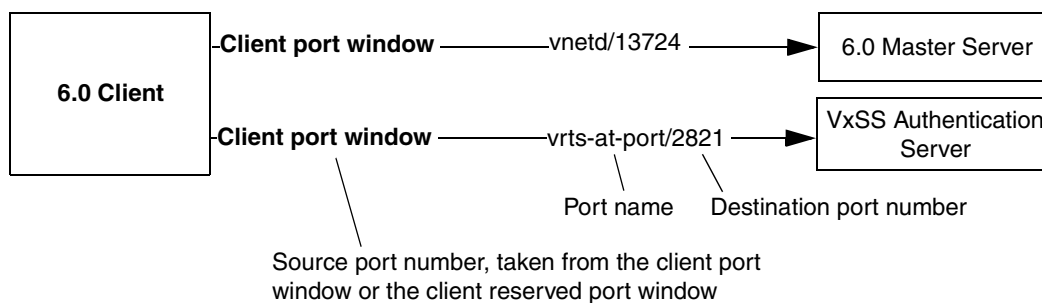 Client port window vnetd/13724 6.0 Master Server
6.0 Client
Client port window vrts-at-port/2821 VxSS Authentication
Server
Port name Destination port number
Source port number, taken from the client port
window or the client reserved port window